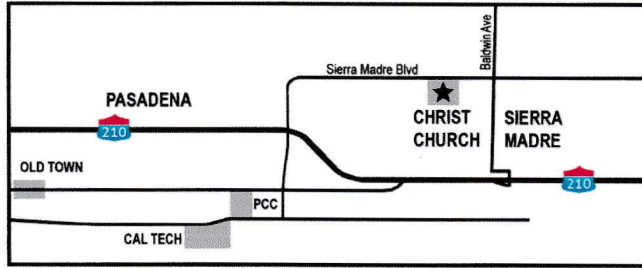 Baldwin Ave
Sierra Madre Blvd
PASADENA
210
CHRIST
CHURCH
SIERRA
MADRE
OLD TOWN
210
PCC
CAL TECH